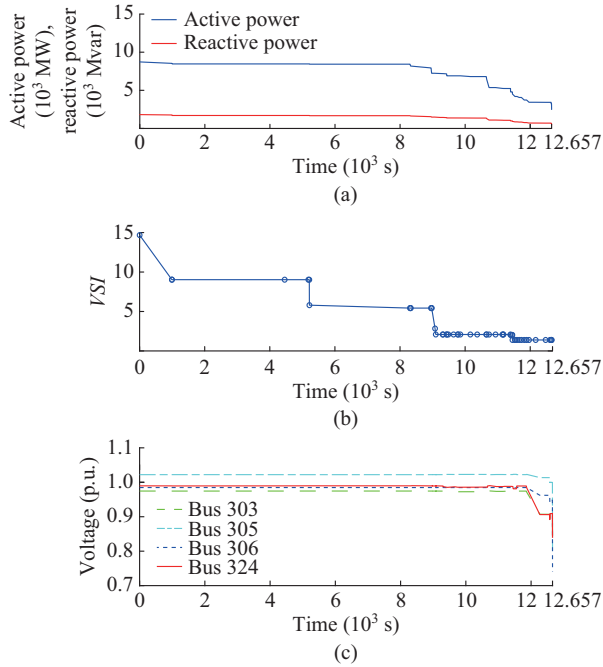 Active power
(10³ MW),
reactive power
(10³ Mvar)
15
10
5
Active power
Reactive power
0 2 4 6 8 10 12 12.657
Time (10³ s)
(a)
VSI
15
10
5
0 2 4 6 8 10 12 12.657
Time (10³ s)
(b)
Voltage (p.u.)
1.1
1.0
0.9
0.8
0.7
Bus 303
Bus 305
Bus 306
Bus 324
0 2 4 6 8 10 12 12.657
Time (10³ s)
(c)